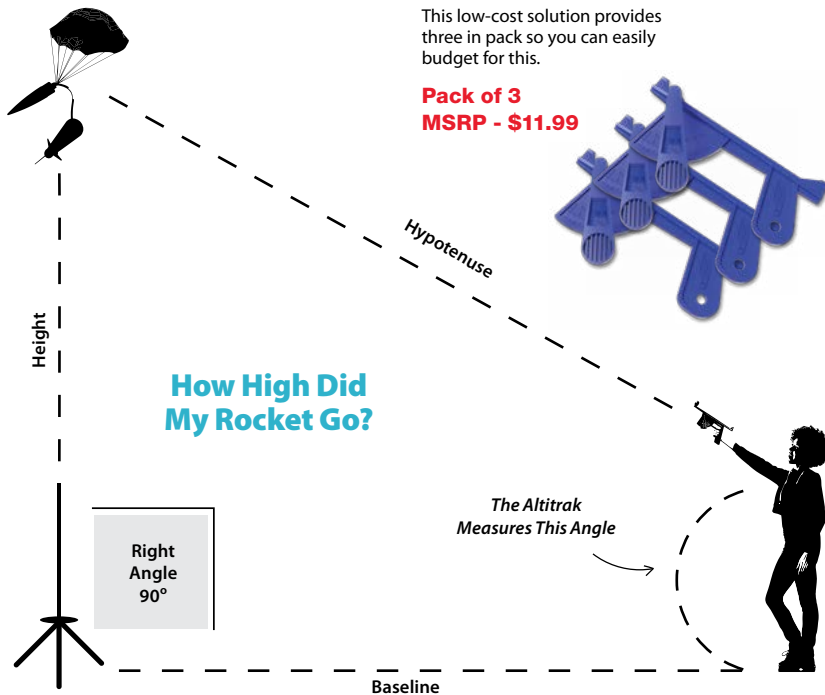 This low-cost solution provides
three in pack so you can easily
budget for this.
Pack of 3
MSRP - $11.99
Hypotenuse
Height
How High Did
My Rocket Go?
The Altitrak
Measures This Angle
Right
Angle
90°
Baseline